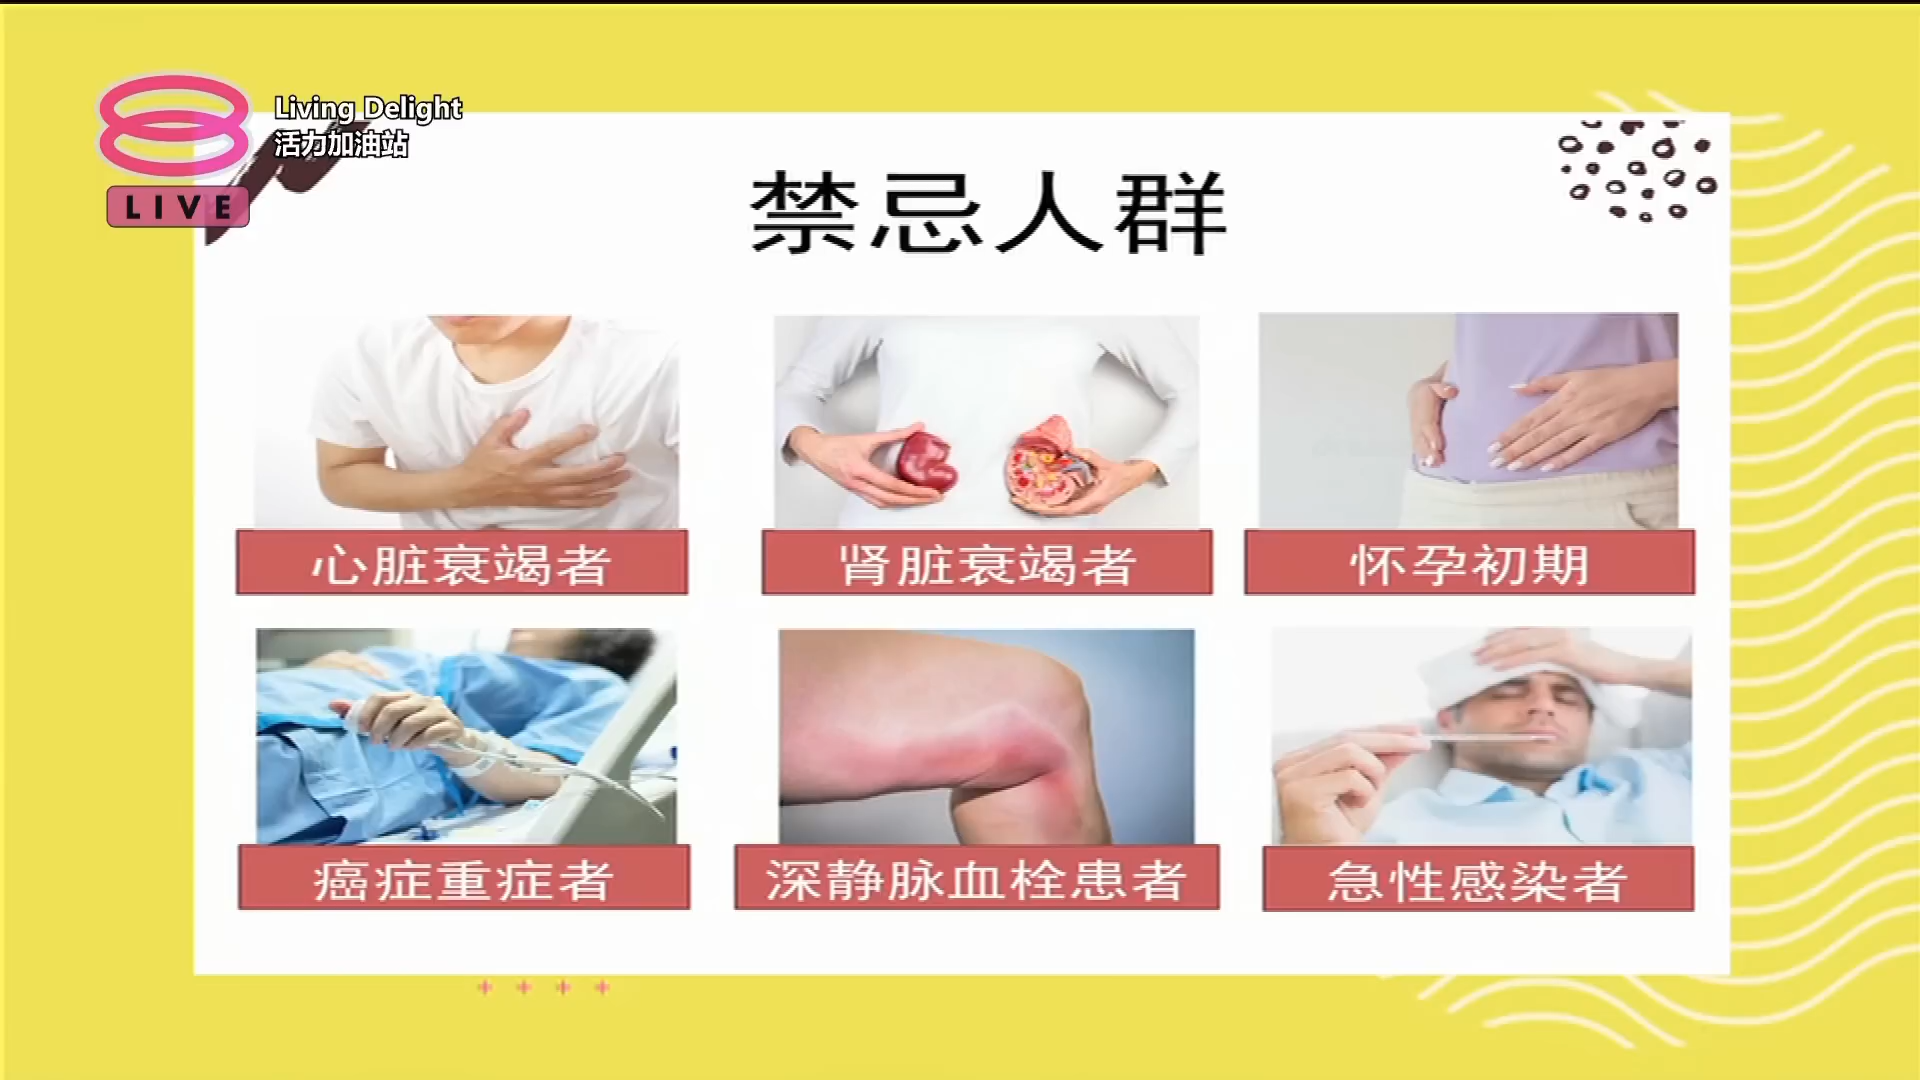 Living Delight
活力加油站
LIVE
禁忌人群
心脏衰竭者
肾脏衰竭者
怀孕初期
癌症重症者
深静脉血栓患者
急性感染者